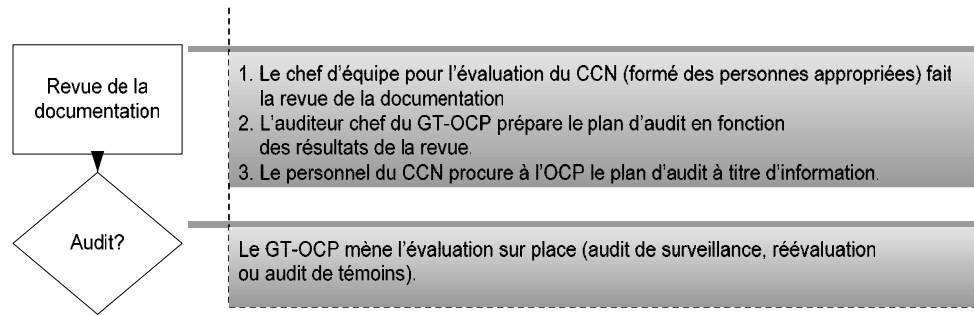 Revue de la
documentation
1. Le chef d'équipe pour l'évaluation du CCN (formé des personnes appropriées) fait
la revue de la documentation
2. L'auditeur chef du GT-OCP prépare le plan d'audit en fonction
des résultats de la revue.
3. Le personnel du CCN procure à l'OCP le plan d'audit à titre d'information.
Audit?
Le GT-OCP mène l'évaluation sur place (audit de surveillance, réévaluation
ou audit de témoins).